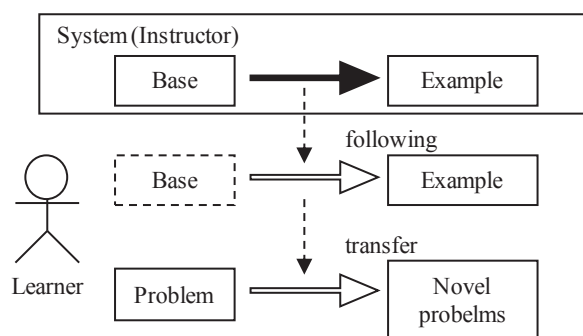 System (Instructor)
Base
Example
following
Base
Example
transfer
Learner
Problem
Novel
probelms